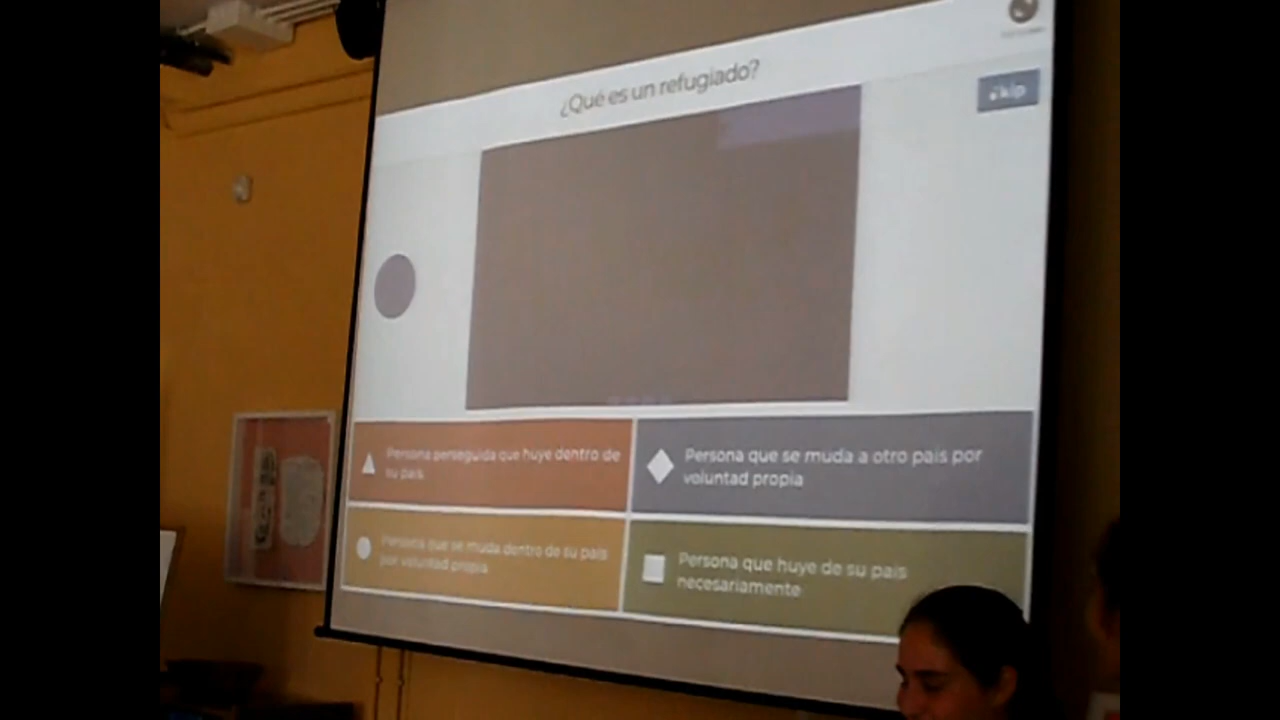 ¿Qué es un refugiado?
Skip
Persona perseguida que huye dentro de
su país
Persona que se muda a otro país por
voluntad propia
Persona que se muda dentro de su país
por voluntad propia
Persona que huye de su país
necesariamente